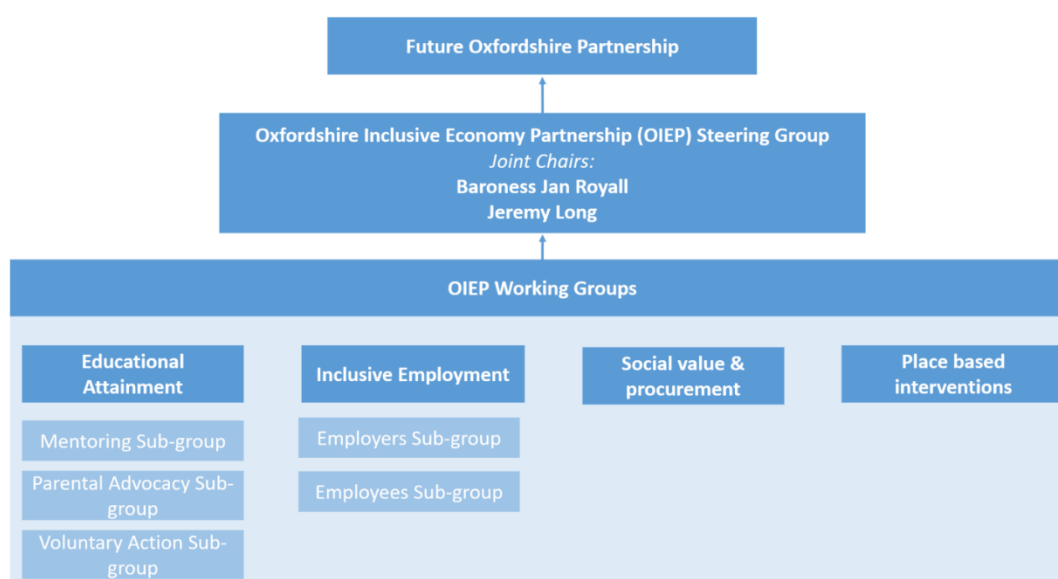 Future Oxfordshire Partnership
Oxfordshire Inclusive Economy Partnership (OIEP) Steering Group
Joint Chairs:
Baroness Jan Royall
Jeremy Long
OIEP Working Groups
Educational
Attainment
Mentoring Sub-group
Parental Advocacy Sub-
group
Voluntary Action Sub-
group
Inclusive Employment
Employers Sub-group
Employees Sub-group
Social value &
procurement
Place based
interventions